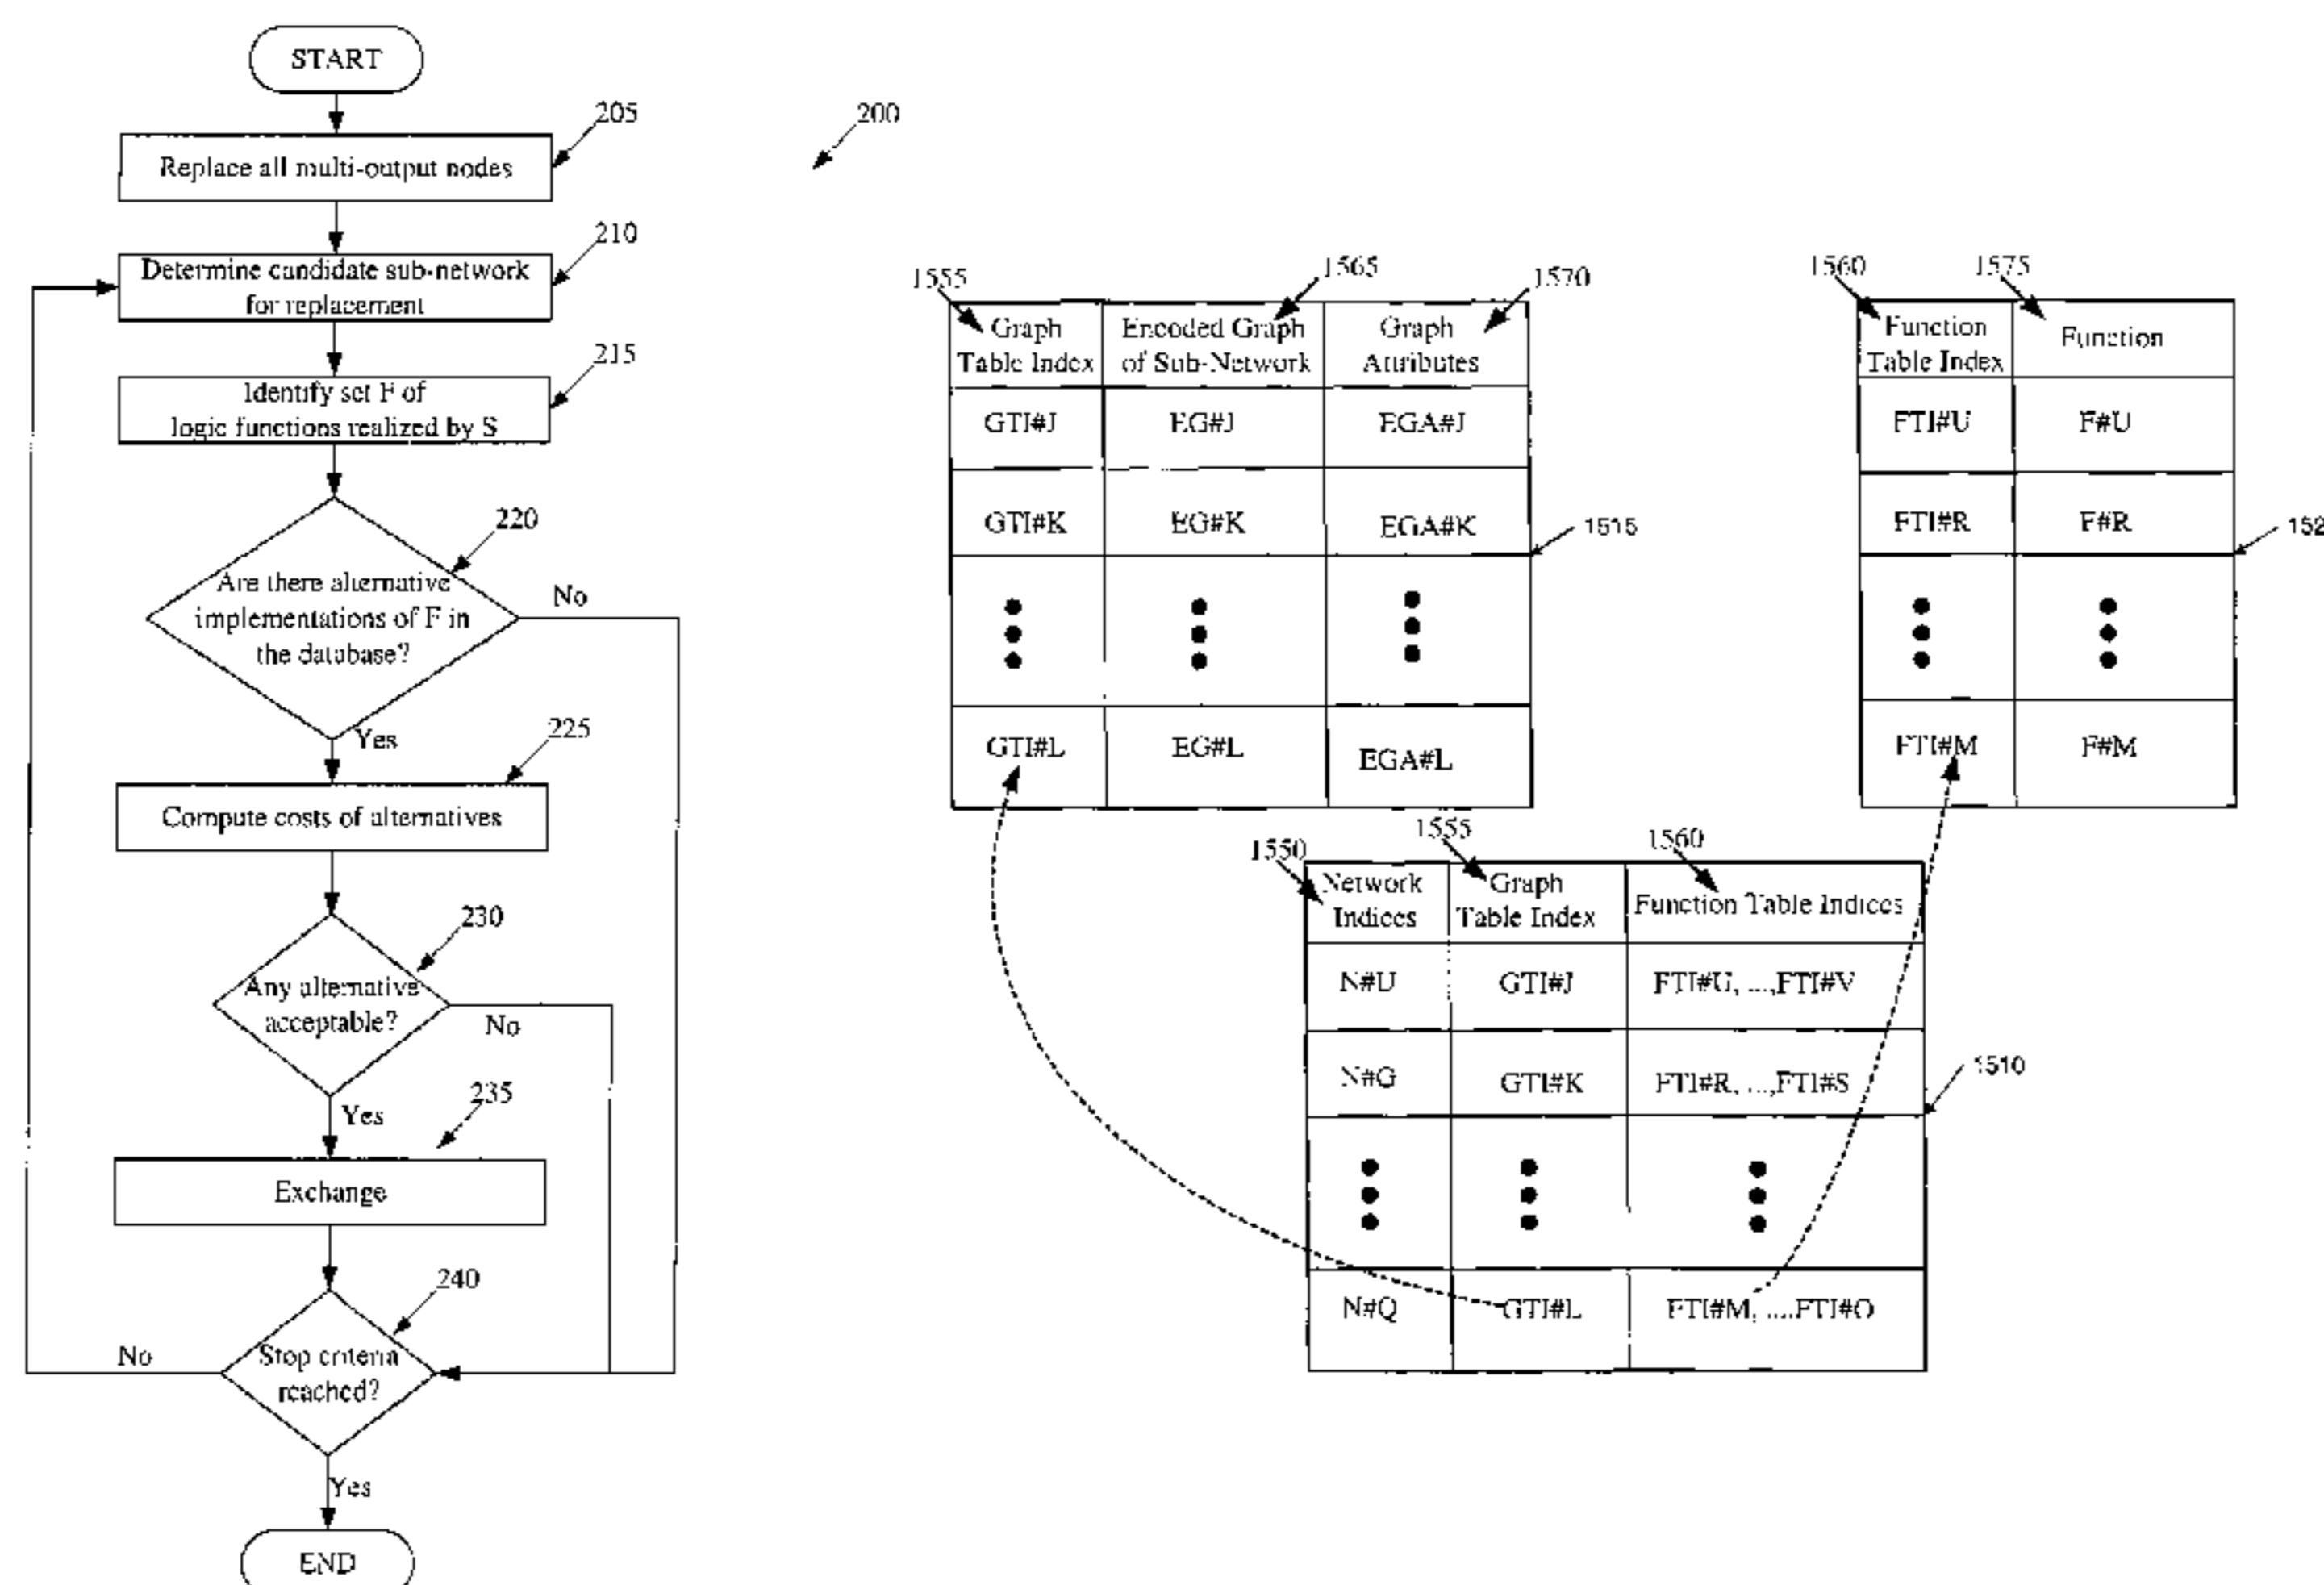 START
205
Replace all multi-output nodes
210
Determine candidate sub-network
for replacement
215
Identify set F of
logic functions realized by S
220
Are there alternative
implementations of F in
the database?
No
Yes
225
Compute costs of alternatives
230
Any alternative
acceptable?
No
Yes
235
Exchange
240
Stop criteria
reached?
No
Yes
END
200
1555
1565
1570
Graph
Table Index
Encoded Graph
of Sub-Network
Graph
Attributes
GTI#J
EG#J
EGA#J
GTI#K
EG#K
EGA#K
1515
GTI#L
EG#L
EGA#L
1560
1575
Function
Table Index
Function
FTI#U
F#U
FTI#R
F#R
152
FTI#M
F#M
1550
1555
1560
Network
Indices
Graph
Table Index
Function Table Indices
N#U
GTI#J
FTI#U, ...,FTI#V
N#G
GTI#K
FTI#R, ...,FTI#S
1510
N#Q
GTI#L
FTI#M, ....FTI#O